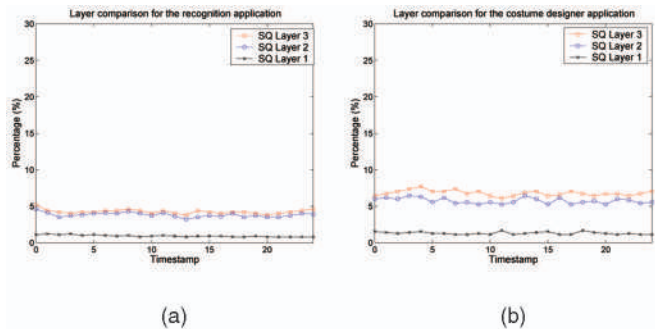 Layer comparison for the recognition application
30
25
20
15
10
5
0
Percentage (%)
SQ Layer 3
SQ Layer 2
SQ Layer 1
0 5 10 15 20
Timestamp
(a)
Layer comparison for the costume designer application
30
25
20
15
10
5
0
Percentage (%)
SQ Layer 3
SQ Layer 2
SQ Layer 1
0 5 10 15 20
Timestamp
(b)